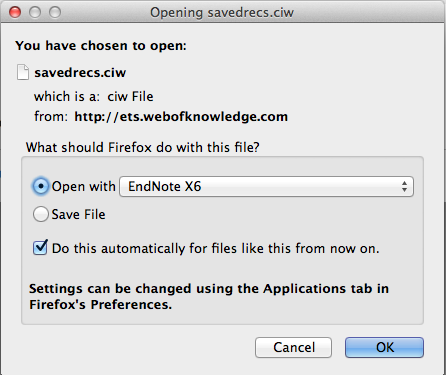 Opening savedrecs.ciw
You have chosen to open:
savedrecs.ciw
which is a: ciw File
from: http://ets.webofknowledge.com
What should Firefox do with this file?
Open with EndNote X6
Save File
Do this automatically for files like this from now on.
Settings can be changed using the Applications tab in
Firefox's Preferences.
Cancel OK